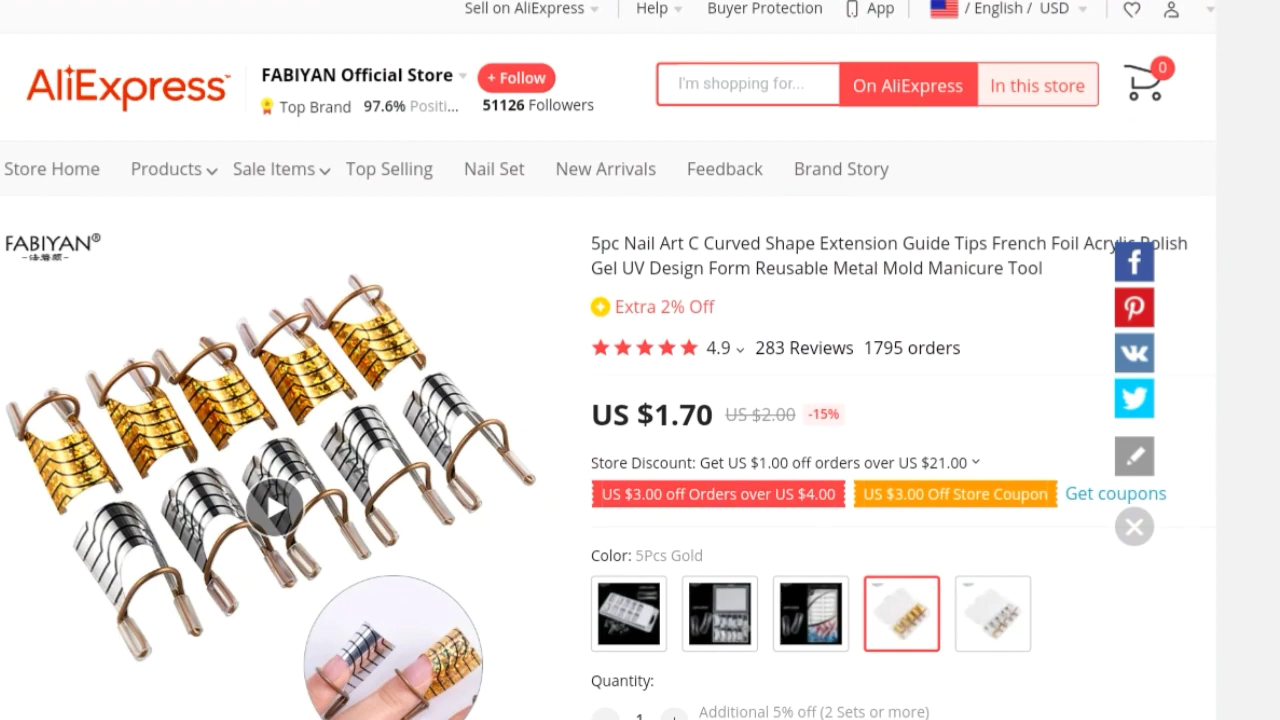 Sell on AliExpress
Help
Buyer Protection
App
/ English / USD
AliExpress
FABIYAN Official Store
+ Follow
Top Brand 97.6% Positi...
51126 Followers
I'm shopping for...
On AliExpress
In this store
0
Store Home
Products
Sale Items
Top Selling
Nail Set
New Arrivals
Feedback
Brand Story
FABIYAN®
5pc Nail Art C Curved Shape Extension Guide Tips French Foil Acrylic Polish
Gel UV Design Form Reusable Metal Mold Manicure Tool
Extra 2% Off
4.9 283 Reviews 1795 orders
US $1.70 US $2.00 -15%
Store Discount: Get US $1.00 off orders over US $21.00
US $3.00 off Orders over US $4.00
US $3.00 Off Store Coupon
Get coupons
Color: 5Pcs Gold
Quantity:
1
Additional 5% off (2 Sets or more)